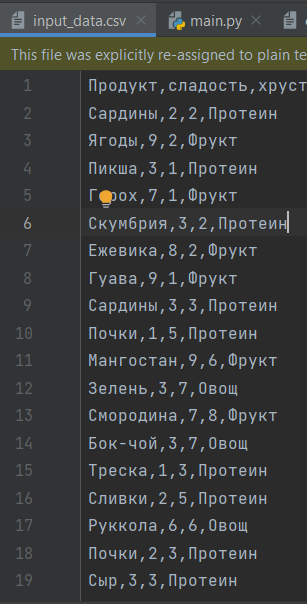 input_data.csv main.py
This file was explicitly re-assigned to plain te
1 Продукт,сладость,хруст
2 Сардины,2,2,Протеин
3 Ягоды,9,2,Фрукт
4 Пикша,3,1,Протеин
5 Горох,7,1,Фрукт
6 Скумбрия,3,2,Протеин
7 Ежевика,8,2,Фрукт
8 Гуава,9,1,Фрукт
9 Сардины,3,3,Протеин
10 Почки,1,5,Протеин
11 Мангостан,9,6,Фрукт
12 Зелень,3,7,Овощ
13 Смородина,7,8,Фрукт
14 Бок-чой,3,7,Овощ
15 Треска,1,3,Протеин
16 Сливки,2,5,Протеин
17 Руккола,6,6,Овощ
18 Почки,2,3,Протеин
19 Сыр,3,3,Протеин